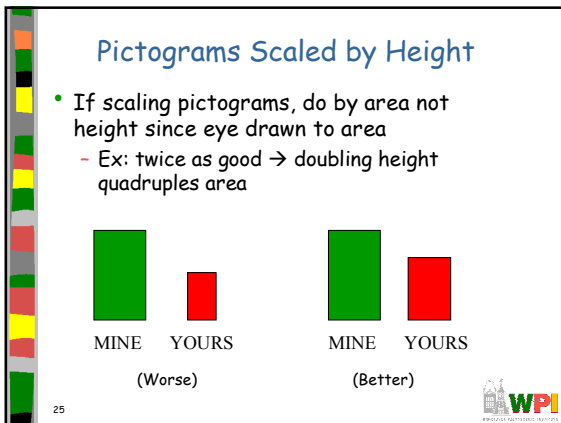 Pictograms Scaled by Height
• If scaling pictograms, do by area not
height since eye drawn to area
– Ex: twice as good → doubling height
quadruples area
MINE YOURS MINE YOURS
(Worse) (Better)
25
WPI